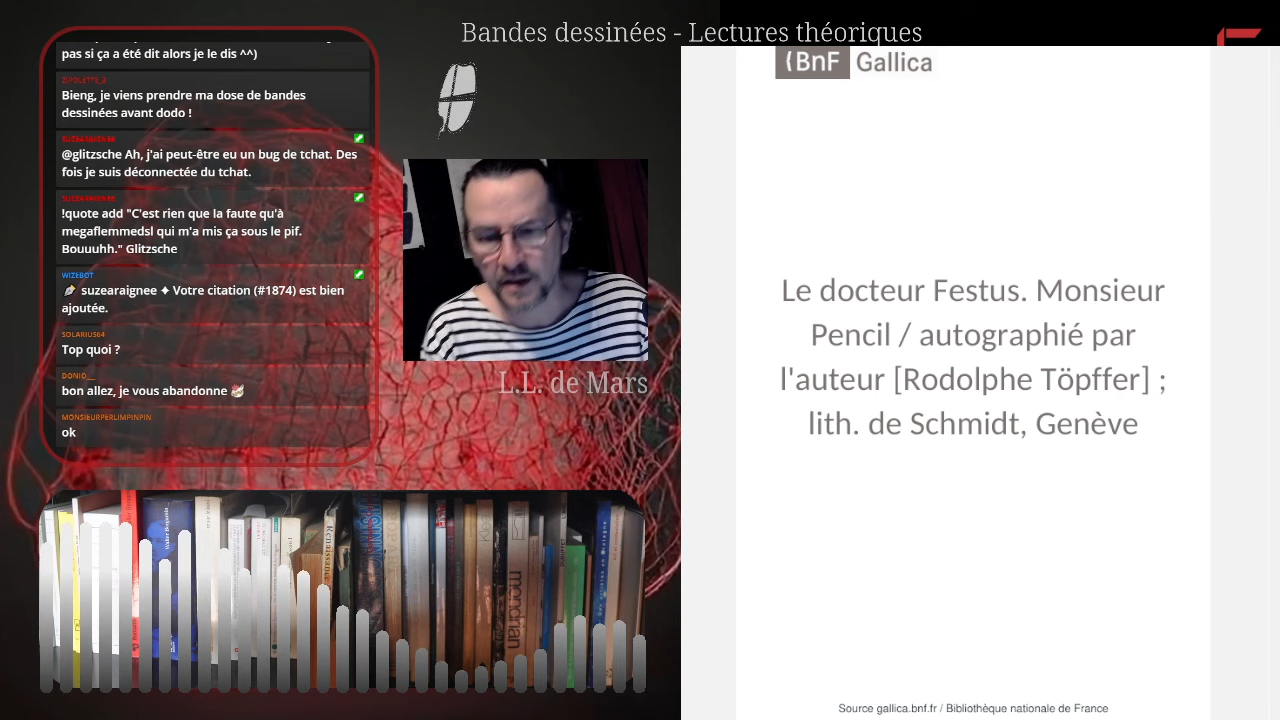 Bandes dessinées - Lectures théoriques
pas si ça a été dit alors je le dis ^^)
ZIPOLETTE_3
Bieng, je viens prendre ma dose de bandes
dessinées avant dodo !
SUZEARAIGNEE
@glitzsche Ah, j'ai peut-être eu un bug de tchat. Des
fois je suis déconnectée du tchat.
SUZEARAIGNEE
!quote add "C'est rien que la faute qu'à
megaflemmedsl qui m'a mis ça sous le pif.
Bouuuhh." Glitzsche
WIZEBOT
suzearaignee ✦ Votre citation (#1874) est bien
ajoutée.
SOLARIUS64
Top quoi ?
DONID__
bon allez, je vous abandonne
MONSIEURPERLIMPINPIN
ok
L.L. de Mars
mondrian
BnF Gallica
Le docteur Festus. Monsieur
Pencil / autographié par
l'auteur [Rodolphe Töpffer] ;
lith. de Schmidt, Genève
Source gallica.bnf.fr / Bibliothèque nationale de France